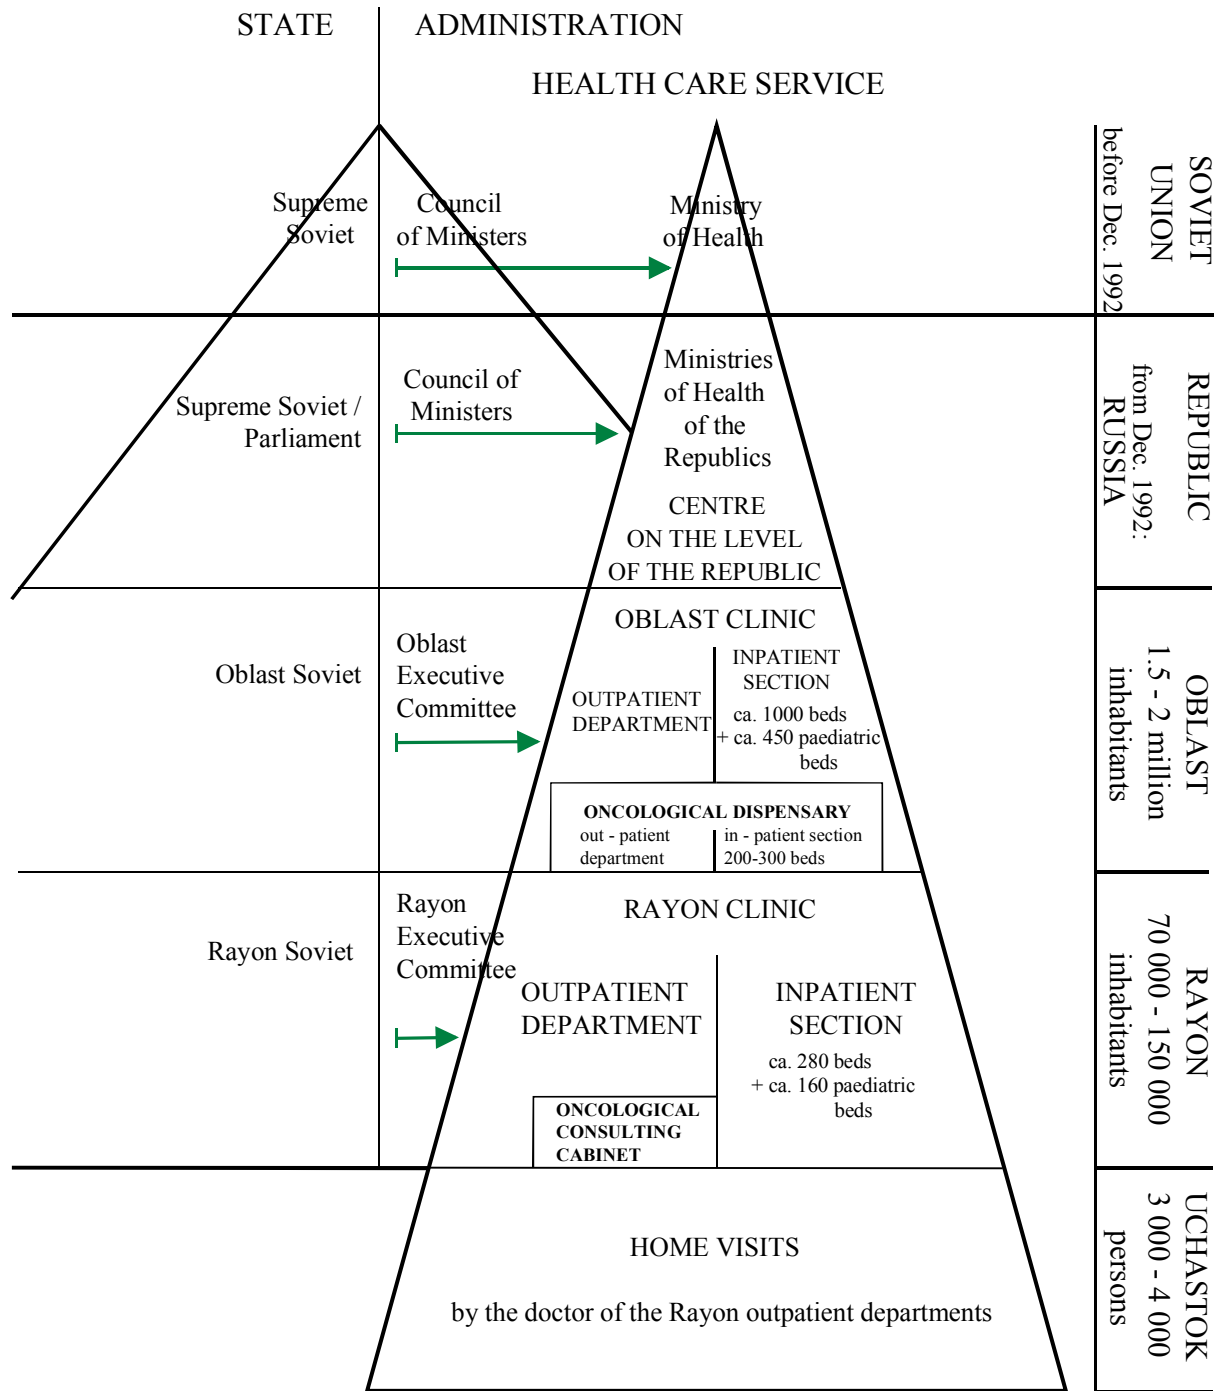 STATE
ADMINISTRATION
HEALTH CARE SERVICE
Supreme
Soviet
Council
of Ministers
Ministry
of Health
SOVIET
UNION
before Dec. 1992
Supreme Soviet /
Parliament
Council of
Ministers
Ministries
of Health
of the
Republics
CENTRE
ON THE LEVEL
OF THE REPUBLIC
REPUBLIC
from Dec. 1992:
RUSSIA
Oblast Soviet
Oblast
Executive
Committee
OBLAST CLINIC
OUTPATIENT
DEPARTMENT
INPATIENT
SECTION
ca. 1000 beds
+ ca. 450 paediatric
beds
ONCOLOGICAL DISPENSARY
out - patient
department
in - patient section
200-300 beds
OBLAST
1.5 - 2 million
inhabitants
Rayon Soviet
Rayon
Executive
Committee
RAYON CLINIC
OUTPATIENT
DEPARTMENT
INPATIENT
SECTION
ca. 280 beds
+ ca. 160 paediatric
beds
ONCOLOGICAL
CONSULTING
CABINET
RAYON
70 000 - 150 000
inhabitants
HOME VISITS
by the doctor of the Rayon outpatient departments
UCHASTOK
3 000 - 4 000
persons